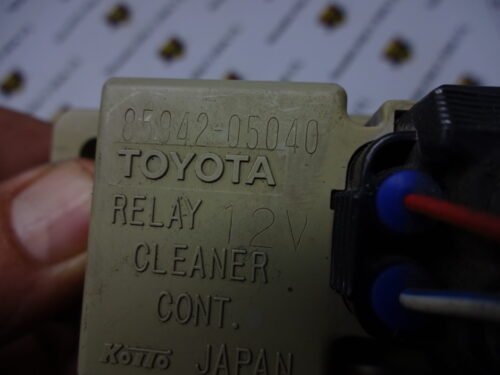 85942-05040
TOYOTA
RELAY 12V
CLEANER
CONT.
KOITO JAPAN